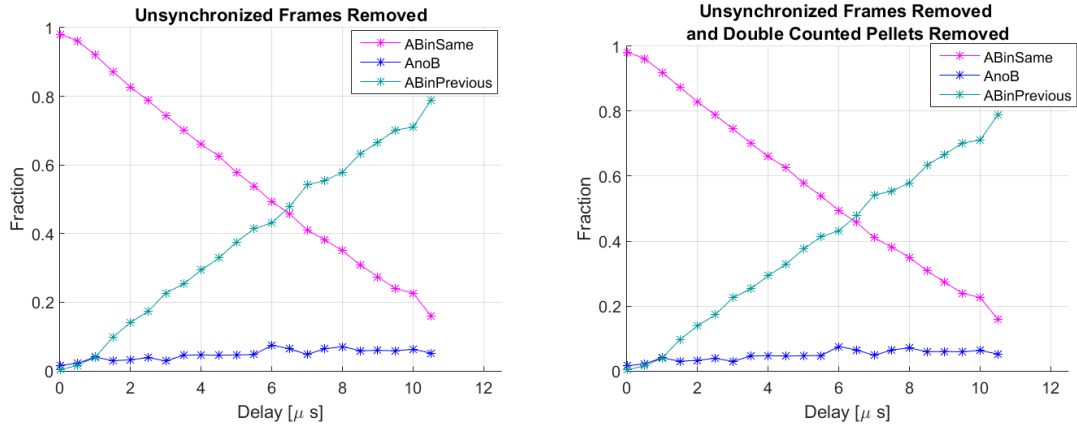 Unsynchronized Frames Removed
1
0.8
0.6
0.4
0.2
0
Fraction
0 2 4 6 8 10 12
Delay [μ s]
ABinSame
AnoB
ABinPrevious
Unsynchronized Frames Removed
and Double Counted Pellets Removed
1
0.8
0.6
0.4
0.2
0
Fraction
0 2 4 6 8 10 12
Delay [μ s]
ABinSame
AnoB
ABinPrevious